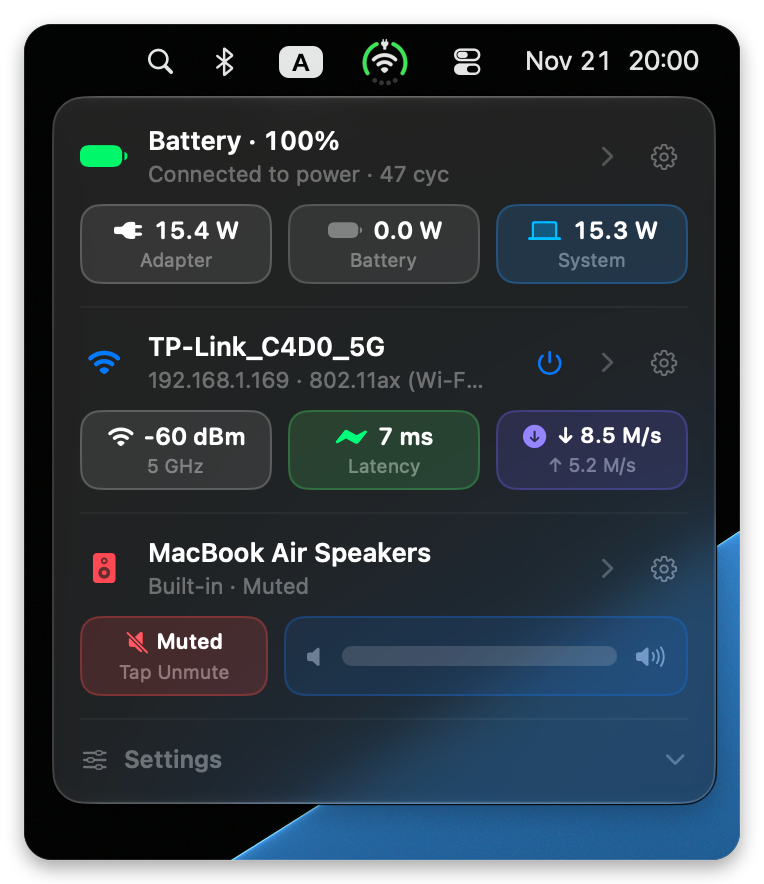 A Nov 21 20:00
Battery · 100%
Connected to power · 47 cyc
15.4 W
Adapter
0.0 W
Battery
15.3 W
System
TP-Link_C4D0_5G
192.168.1.169 · 802.11ax (Wi-F...
-60 dBm
5 GHz
7 ms
Latency
↓ 8.5 M/s
↑ 5.2 M/s
MacBook Air Speakers
Built-in · Muted
Muted
Tap Unmute
Settings